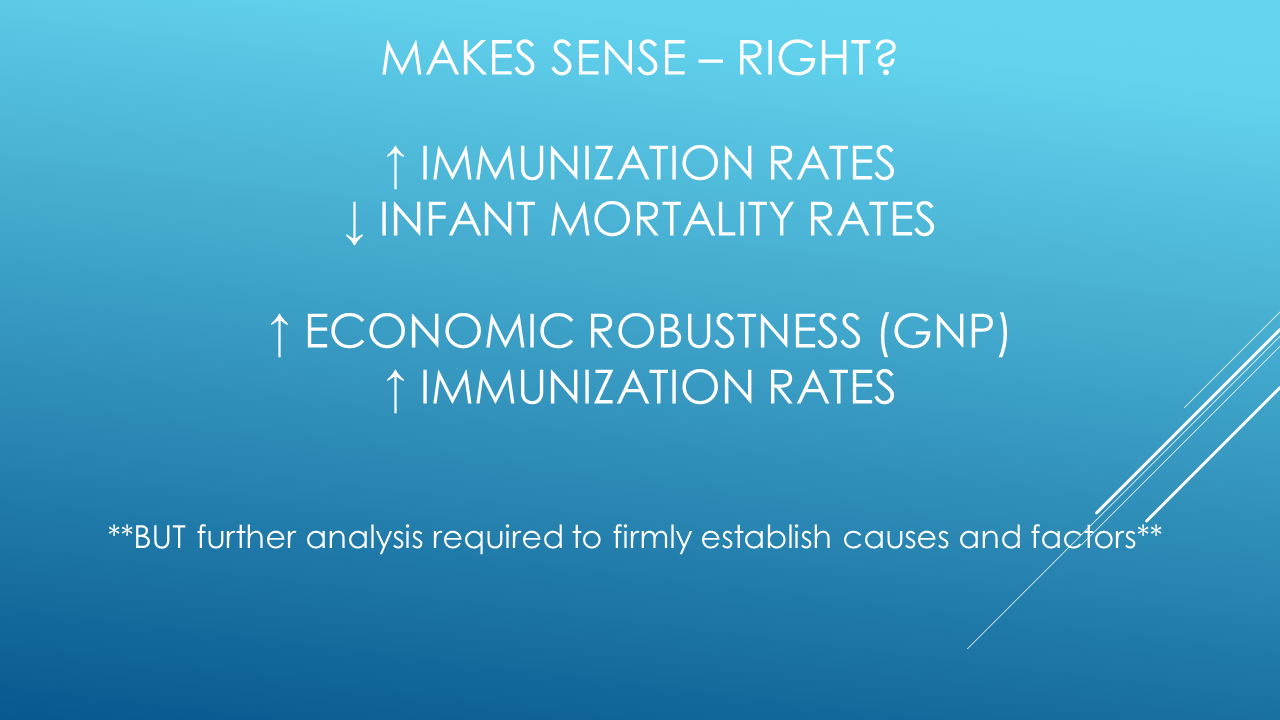 MAKES SENSE – RIGHT?
↑ IMMUNIZATION RATES
↓ INFANT MORTALITY RATES
↑ ECONOMIC ROBUSTNESS (GNP)
↑ IMMUNIZATION RATES
**BUT further analysis required to firmly establish causes and factors**